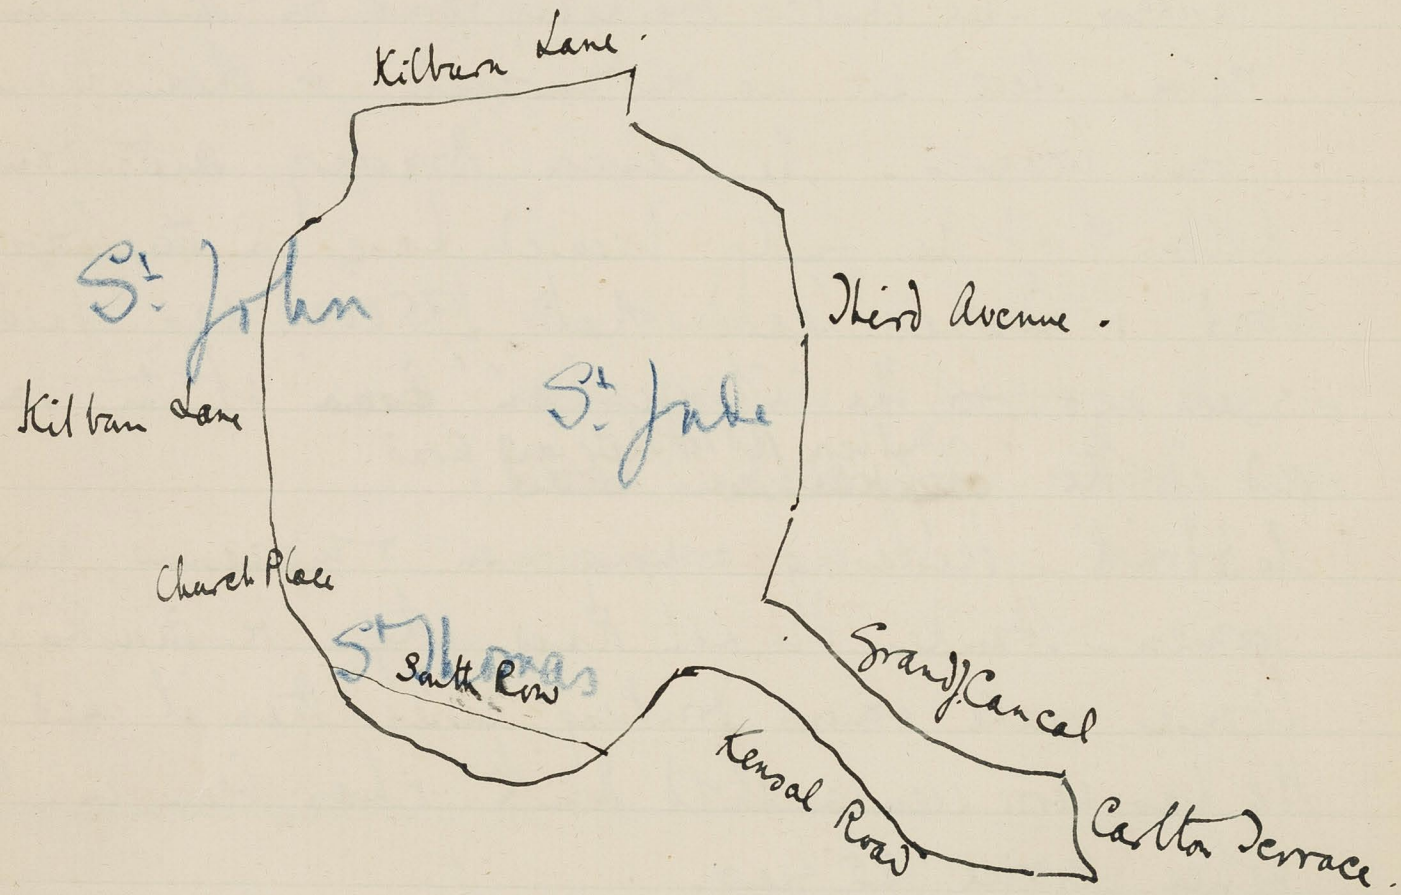 Kilburn Lane.
St. John
Third Avenue.
St. Jude
Kilburn Lane
Church Place
St Thomas
South Row
Grand J. Cancal
Kensal Road
Carlton Terrace.